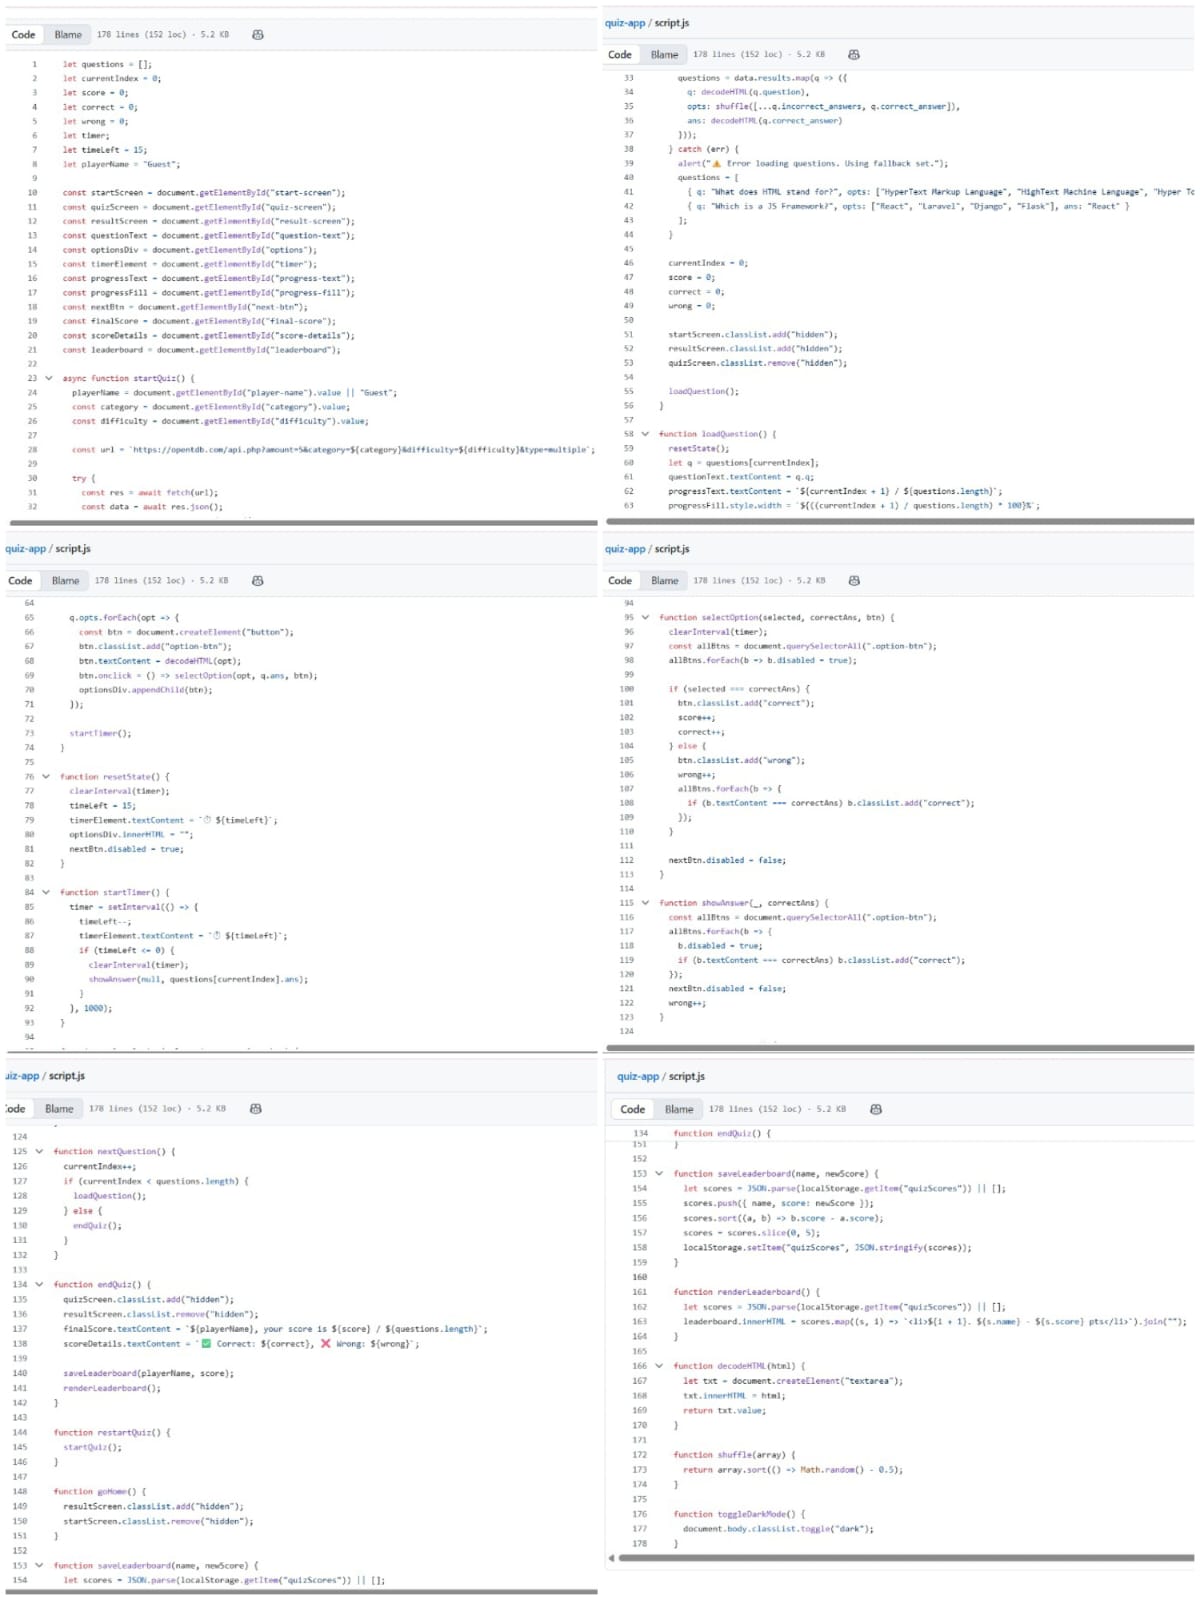 Code Blame 178 lines (152 loc) · 5.2 KB
1 let questions = [];
2 let currentIndex = 0;
3 let score = 0;
4 let correct = 0;
5 let wrong = 0;
6 let timer;
7 let timeLeft = 15;
8 let playerName = "Guest";
9
10 const startScreen = document.getElementById("start-screen");
11 const quizScreen = document.getElementById("quiz-screen");
12 const resultScreen = document.getElementById("result-screen");
13 const questionText = document.getElementById("question-text");
14 const optionsDiv = document.getElementById("options");
15 const timerElement = document.getElementById("timer");
16 const progressText = document.getElementById("progress-text");
17 const progressFill = document.getElementById("progress-fill");
18 const nextBtn = document.getElementById("next-btn");
19 const finalScore = document.getElementById("final-score");
20 const scoreDetails = document.getElementById("score-details");
21 const leaderboard = document.getElementById("leaderboard");
22
23 async function startQuiz() {
24 playerName = document.getElementById("player-name").value || "Guest";
25 const category = document.getElementById("category").value;
26 const difficulty = document.getElementById("difficulty").value;
27
28 const url = `https://opentdb.com/api.php?amount=5&category=${category}&difficulty=${difficulty}&type=multiple`;
29
30 try {
31 const res = await fetch(url);
32 const data = await res.json();
quiz-app / script.js
Code Blame 178 lines (152 loc) · 5.2 KB
33 questions = data.results.map(q => ({
34 q: decodeHTML(q.question),
35 opts: shuffle([...q.incorrect_answers, q.correct_answer]),
36 ans: decodeHTML(q.correct_answer)
37 }));
38 } catch (err) {
39 alert("⚠️ Error loading questions. Using fallback set.");
40 questions = [
41 { q: "What does HTML stand for?", opts: ["HyperText Markup Language", "HighText Machine Language", "Hyper To
42 { q: "Which is a JS Framework?", opts: ["React", "Laravel", "Django", "Flask"], ans: "React" }
43 ];
44 }
45
46 currentIndex = 0;
47 score = 0;
48 correct = 0;
49 wrong = 0;
50
51 startScreen.classList.add("hidden");
52 resultScreen.classList.add("hidden");
53 quizScreen.classList.remove("hidden");
54
55 loadQuestion();
56 }
57
58 function loadQuestion() {
59 resetState();
60 let q = questions[currentIndex];
61 questionText.textContent = q.q;
62 progressText.textContent = `${currentIndex + 1} / ${questions.length}`;
63 progressFill.style.width = `${((currentIndex + 1) / questions.length) * 100}%`;
quiz-app / script.js
Code Blame 178 lines (152 loc) · 5.2 KB
64
65 q.opts.forEach(opt => {
66 const btn = document.createElement("button");
67 btn.classList.add("option-btn");
68 btn.textContent = decodeHTML(opt);
69 btn.onclick = () => selectOption(opt, q.ans, btn);
70 optionsDiv.appendChild(btn);
71 });
72
73 startTimer();
74 }
75
76 function resetState() {
77 clearInterval(timer);
78 timeLeft = 15;
79 timerElement.textContent = `⏱ ${timeLeft}`;
80 optionsDiv.innerHTML = "";
81 nextBtn.disabled = true;
82 }
83
84 function startTimer() {
85 timer = setInterval(() => {
86 timeLeft--;
87 timerElement.textContent = `⏱ ${timeLeft}`;
88 if (timeLeft <= 0) {
89 clearInterval(timer);
90 showAnswer(null, questions[currentIndex].ans);
91 }
92 }, 1000);
93 }
94
quiz-app / script.js
Code Blame 178 lines (152 loc) · 5.2 KB
94
95 function selectOption(selected, correctAns, btn) {
96 clearInterval(timer);
97 const allBtns = document.querySelectorAll(".option-btn");
98 allBtns.forEach(b => b.disabled = true);
99
100 if (selected === correctAns) {
101 btn.classList.add("correct");
102 score++;
103 correct++;
104 } else {
105 btn.classList.add("wrong");
106 wrong++;
107 allBtns.forEach(b => {
108 if (b.textContent === correctAns) b.classList.add("correct");
109 });
110 }
111
112 nextBtn.disabled = false;
113 }
114
115 function showAnswer(_, correctAns) {
116 const allBtns = document.querySelectorAll(".option-btn");
117 allBtns.forEach(b => {
118 b.disabled = true;
119 if (b.textContent === correctAns) b.classList.add("correct");
120 });
121 nextBtn.disabled = false;
122 wrong++;
123 }
124
uiz-app / script.js
Code Blame 178 lines (152 loc) · 5.2 KB
124
125 function nextQuestion() {
126 currentIndex++;
127 if (currentIndex < questions.length) {
128 loadQuestion();
129 } else {
130 endQuiz();
131 }
132 }
133
134 function endQuiz() {
135 quizScreen.classList.add("hidden");
136 resultScreen.classList.remove("hidden");
137 finalScore.textContent = `${playerName}, your score is ${score} / ${questions.length}`;
138 scoreDetails.textContent = `✅ Correct: ${correct}, ❌ Wrong: ${wrong}`;
139
140 saveLeaderboard(playerName, score);
141 renderLeaderboard();
142 }
143
144 function restartQuiz() {
145 startQuiz();
146 }
147
148 function goHome() {
149 resultScreen.classList.add("hidden");
150 startScreen.classList.remove("hidden");
151 }
152
153 function saveLeaderboard(name, newScore) {
154 let scores = JSON.parse(localStorage.getItem("quizScores")) || [];
quiz-app / script.js
Code Blame 178 lines (152 loc) · 5.2 KB
134 function endQuiz() {
151 }
152
153 function saveLeaderboard(name, newScore) {
154 let scores = JSON.parse(localStorage.getItem("quizScores")) || [];
155 scores.push({ name, score: newScore });
156 scores.sort((a, b) => b.score - a.score);
157 scores = scores.slice(0, 5);
158 localStorage.setItem("quizScores", JSON.stringify(scores));
159 }
160
161 function renderLeaderboard() {
162 let scores = JSON.parse(localStorage.getItem("quizScores")) || [];
163 leaderboard.innerHTML = scores.map((s, i) => `<li>${i + 1}. ${s.name} - ${s.score} pts</li>`).join("");
164 }
165
166 function decodeHTML(html) {
167 let txt = document.createElement("textarea");
168 txt.innerHTML = html;
169 return txt.value;
170 }
171
172 function shuffle(array) {
173 return array.sort(() => Math.random() - 0.5);
174 }
175
176 function toggleDarkMode() {
177 document.body.classList.toggle("dark");
178 }